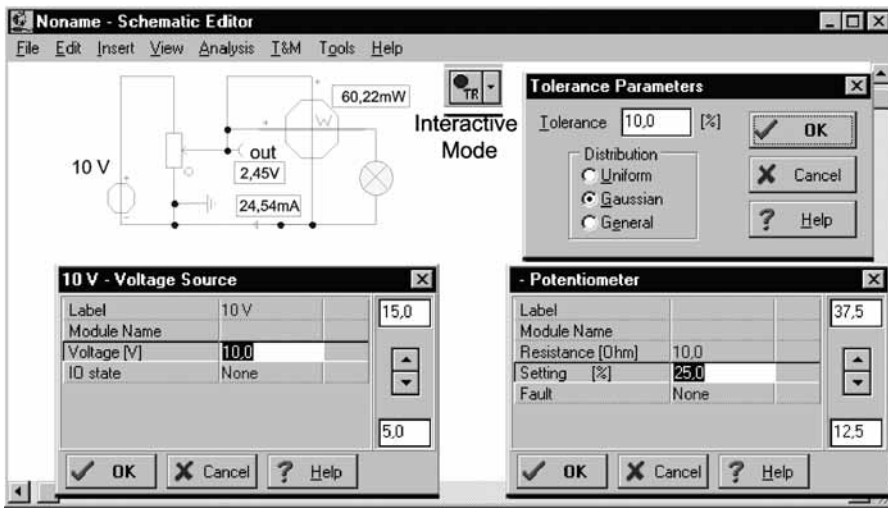 Noname - Schematic Editor
File Edit Insert View Analysis T&M Tools Help
60,22mW
W
TR
Interactive
Mode
10 V
out
2,45V
24,54mA
Tolerance Parameters
Tolerance 10,0 [%]
Distribution
Uniform
Gaussian
General
OK
Cancel
Help
10 V - Voltage Source
Label 10 V
Module Name
Voltage [V] 10,0
IO state None
15,0
5,0
OK Cancel Help
- Potentiometer
Label
Module Name
Resistance [Ohm] 10,0
Setting [%] 25,0
Fault None
37,5
12,5
OK Cancel Help